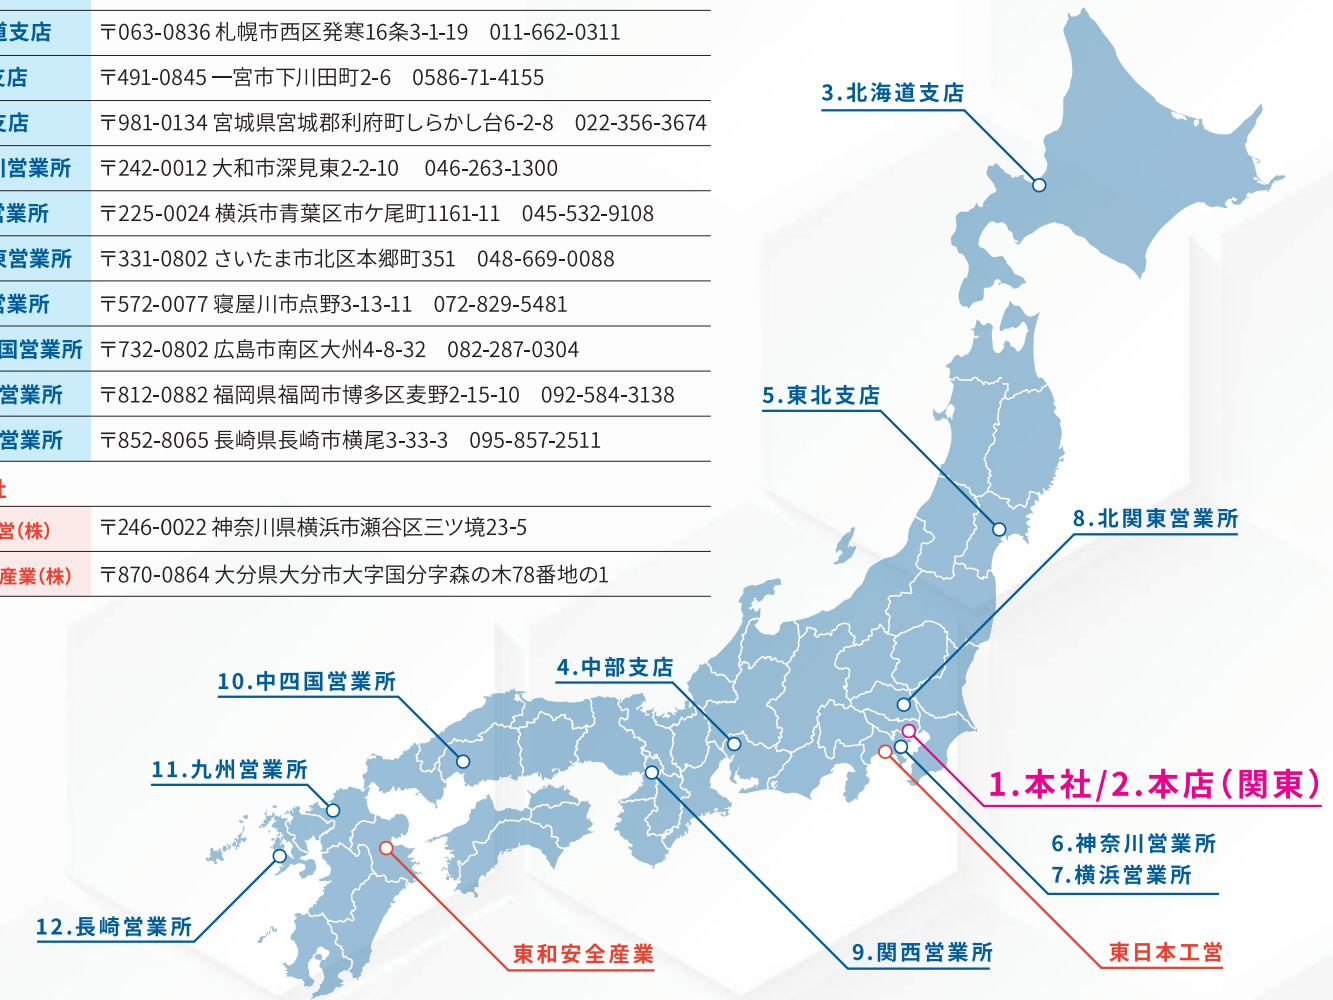 道支店 〒063-0836 札幌市西区発寒16条3-1-19 011-662-0311
支店 〒491-0845 一宮市下川田町2-6 0586-71-4155
支店 〒981-0134 宮城県宮城郡利府町しらかし台6-2-8 022-356-3674
川営業所 〒242-0012 大和市深見東2-2-10 046-263-1300
営業所 〒225-0024 横浜市青葉区市ケ尾町1161-11 045-532-9108
東営業所 〒331-0802 さいたま市北区本郷町351 048-669-0088
営業所 〒572-0077 寝屋川市点野3-13-11 072-829-5481
国営業所 〒732-0802 広島市南区大州4-8-32 082-287-0304
営業所 〒812-0882 福岡県福岡市博多区麦野2-15-10 092-584-3138
営業所 〒852-8065 長崎県長崎市横尾3-33-3 095-857-2511
社
営(株) 〒246-0022 神奈川県横浜市瀬谷区三ツ境23-5
産業(株) 〒870-0864 大分県大分市大字国分字森の木78番地の1
3.北海道支店
5.東北支店
8.北関東営業所
4.中部支店
10.中四国営業所
11.九州営業所
1.本社/2.本店(関東)
6.神奈川営業所
7.横浜営業所
12.長崎営業所
東和安全産業
9.関西営業所
東日本工営